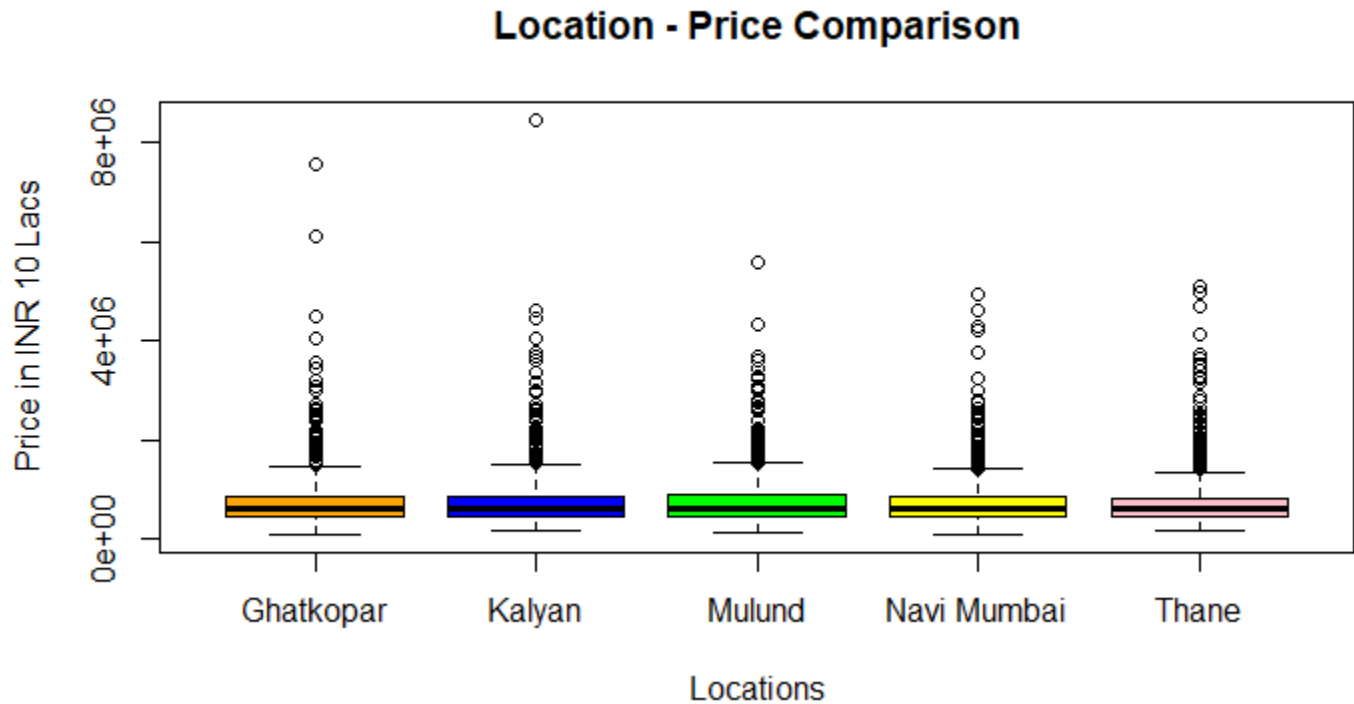 Location - Price Comparison
Price in INR 10 Lacs
8e+06
4e+06
0e+00
Ghatkopar Kalyan Mulund Navi Mumbai Thane
Locations